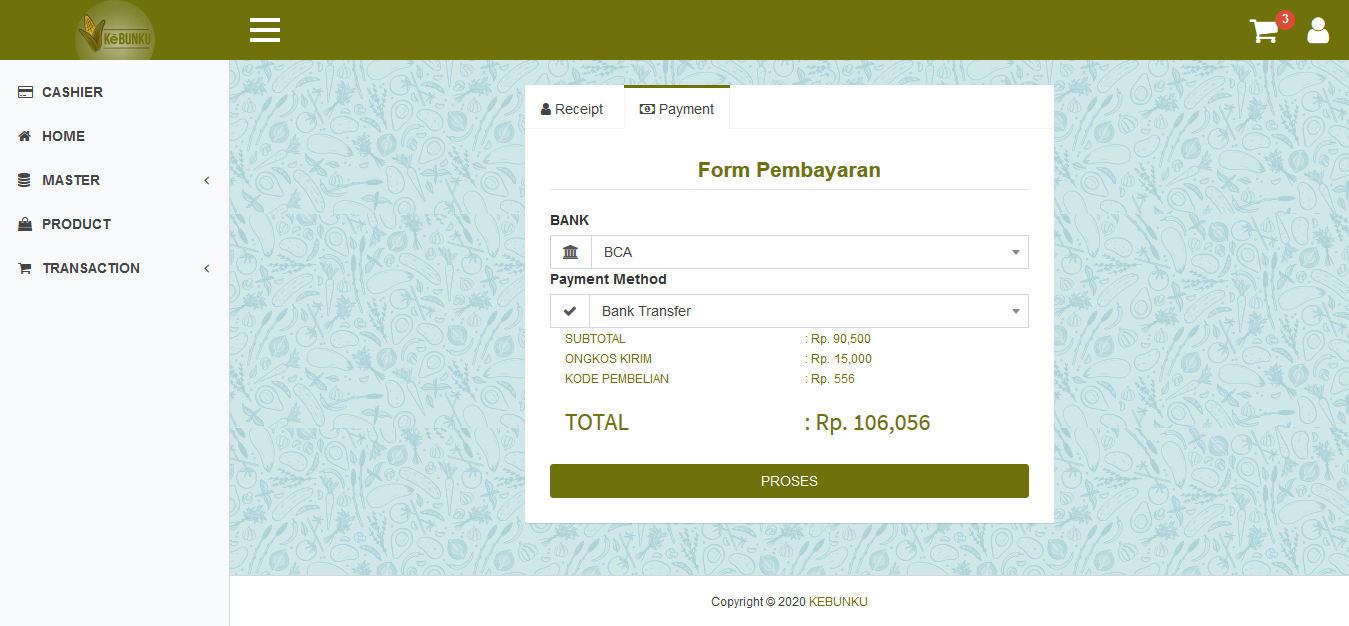 KēBUNKU
3
CASHIER
HOME
MASTER
PRODUCT
TRANSACTION
Receipt
Payment
Form Pembayaran
BANK
BCA
Payment Method
Bank Transfer
SUBTOTAL : Rp. 90,500
ONGKOS KIRIM : Rp. 15,000
KODE PEMBELIAN : Rp. 556
TOTAL : Rp. 106,056
PROSES
Copyright © 2020 KEBUNKU